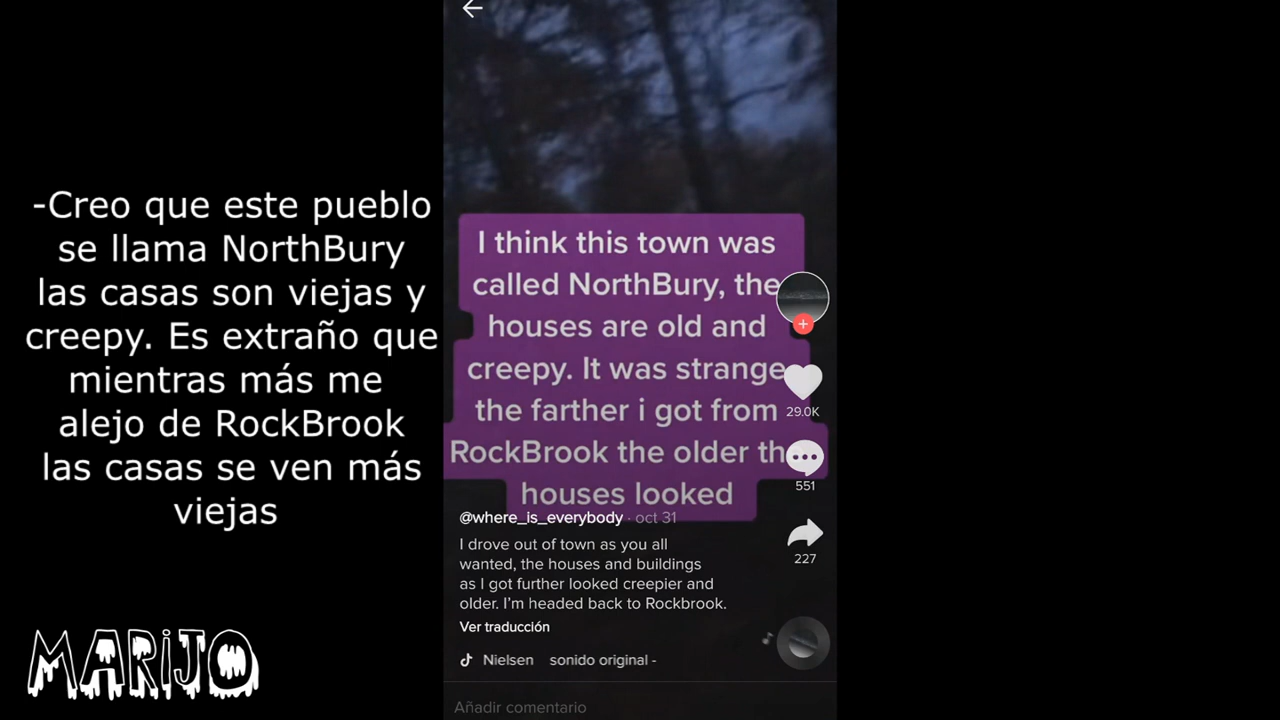 -Creo que este pueblo
se llama NorthBury
las casas son viejas y
creepy. Es extraño que
mientras más me
alejo de RockBrook
las casas se ven más
viejas
MARiJO
I think this town was
called NorthBury, the
houses are old and
creepy. It was strange
the farther i got from
RockBrook the older th
houses looked
29.0K
551
227
@where_is_everybody · oct 31
I drove out of town as you all
wanted, the houses and buildings
as I got further looked creepier and
older. I'm headed back to Rockbrook.
Ver traducción
Nielsen sonido original -
Añadir comentario